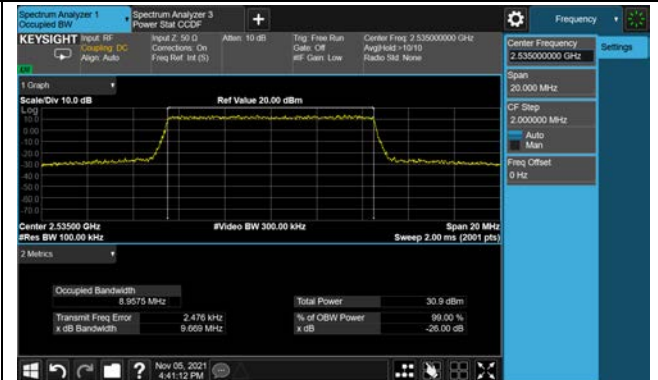 Spectrum Analyzer 1
Occupied BW
Spectrum Analyzer 3
Power Stat CCDF
Frequency
KEYSIGHT
Input: RF
Coupling: DC
Align: Auto
Input Z: 50 Ω
Corrections: On
Freq Ref: Int (S)
Atten: 10 dB
Trig: Free Run
Gate: Off
#IF Gain: Low
Center Freq: 2.535000000 GHz
Avg|Hold:>10/10
Radio Std: None
1 Graph
Scale/Div 10.0 dB
Ref Value 20.00 dBm
Log
10.0
0.00
-10.0
-20.0
-30.0
-40.0
-50.0
-60.0
-70.0
Center 2.53500 GHz
#Res BW 100.00 kHz
#Video BW 300.00 kHz
Span 20 MHz
Sweep 2.00 ms (2001 pts)
2 Metrics
Occupied Bandwidth
8.9575 MHz
Total Power 30.9 dBm
Transmit Freq Error 2.476 kHz
% of OBW Power 99.00 %
x dB Bandwidth 9.669 MHz
x dB -26.00 dB
Nov 05, 2021
4:41:12 PM
Center Frequency
2.535000000 GHz
Settings
Span
20.000 MHz
CF Step
2.000000 MHz
Auto
Man
Freq Offset
0 Hz